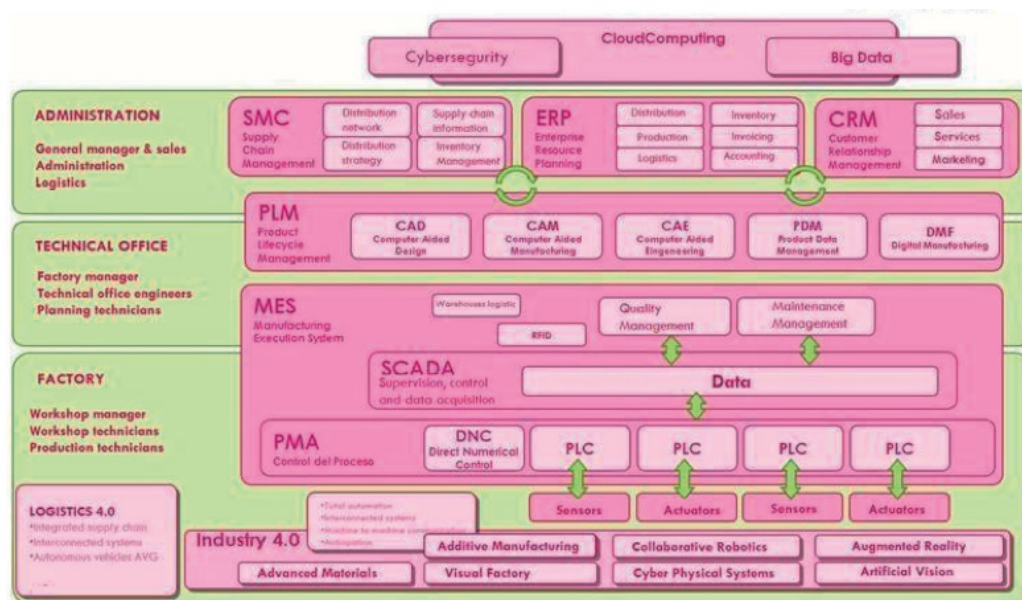 CloudComputing
Cybersegurity
Big Data
ADMINISTRATION
General manager & sales
Administration
Logistics
SMC
Supply
Chain
Management
Distribution
network
Supply chain
information
Distribution
strategy
Inventory
Management
ERP
Enterprise
Resource
Planning
Distribution
Inventory
Production
Invoicing
Logistics
Accounting
CRM
Customer
Relationship
Management
Sales
Services
Marketing
TECHNICAL OFFICE
Factory manager
Technical office engineers
Planning technicians
PLM
Product
Lifecycle
Management
CAD
Computer Aided
Design
CAM
Computer Aided
Manufacturing
CAE
Computer Aided
Eingeneering
PDM
Product Data
Management
DMF
Digital Manufacturing
MES
Manufacturing
Execution System
Warehouses logistic
RFID
Quality
Management
Maintenance
Management
FACTORY
Workshop manager
Workshop technicians
Production technicians
SCADA
Supervision, control
and data acquisition
Data
PMA
Control del Proceso
DNC
Direct Numerical
Control
PLC
PLC
PLC
PLC
Sensors
Actuators
Sensors
Actuators
LOGISTICS 4.0
•Integrated supply chain
•Interconnected systems
•Autonomous vehicles AVG
Industry 4.0
•Total automation
•Interconnected systems
•Machine to machine
Additive Manufacturing
Collaborative Robotics
Augmented Reality
Advanced Materials
Visual Factory
Cyber Physical Systems
Artificial Vision